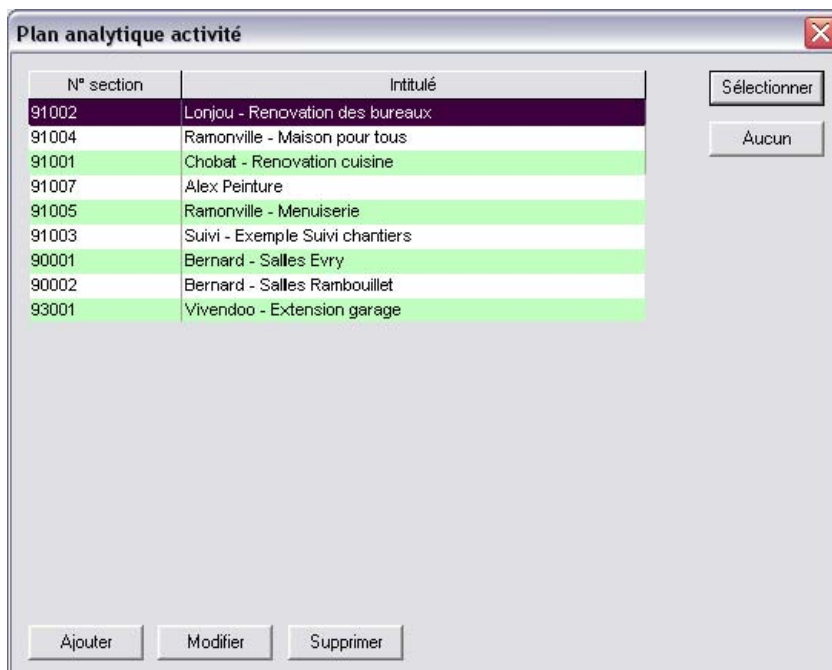 Plan analytique activité
N° section Intitulé
91002 Lonjou - Renovation des bureaux
91004 Ramonville - Maison pour tous
91001 Chobat - Renovation cuisine
91007 Alex Peinture
91005 Ramonville - Menuiserie
91003 Suivi - Exemple Suivi chantiers
90001 Bernard - Salles Evry
90002 Bernard - Salles Rambouillet
93001 Vivendoo - Extension garage
Sélectionner
Aucun
Ajouter Modifier Supprimer